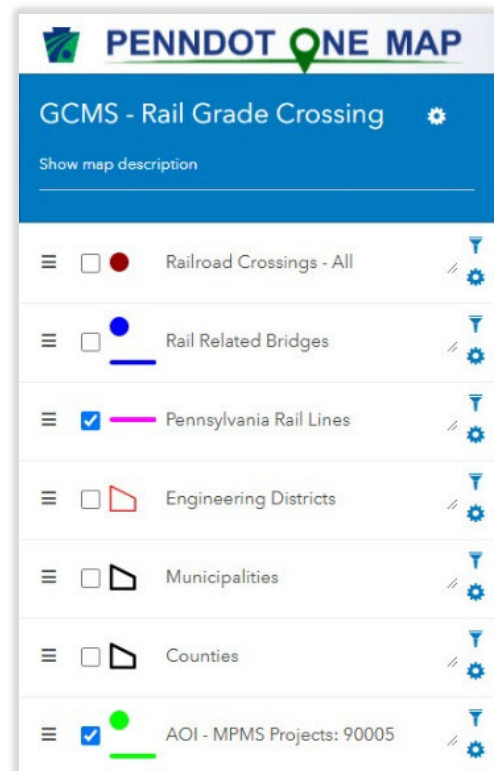 PENNDOT ONE MAP
GCMS - Rail Grade Crossing
Show map description
Railroad Crossings - All
Rail Related Bridges
Pennsylvania Rail Lines
Engineering Districts
Municipalities
Counties
AOI - MPMS Projects: 90005